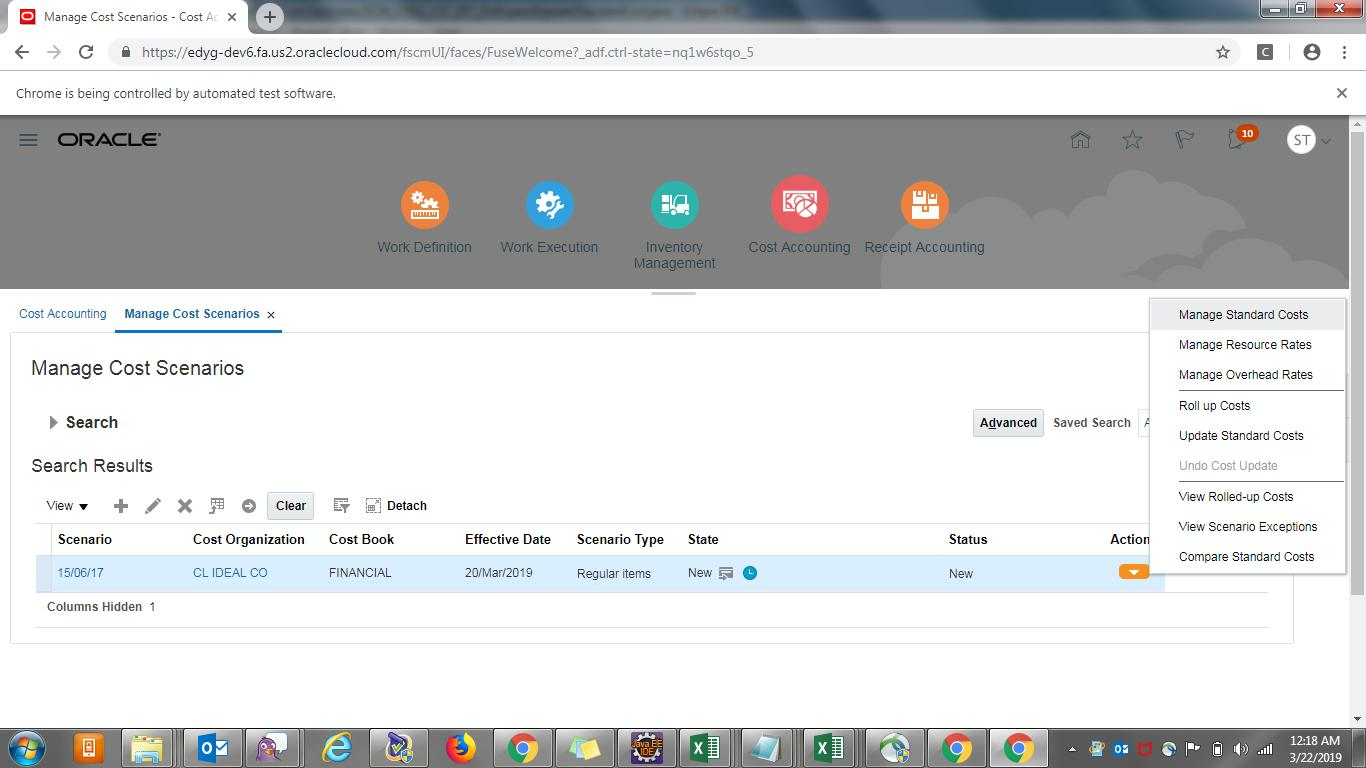 Manage Cost Scenarios - Cost Ac
https://edyg-dev6.fa.us2.oraclecloud.com/fscmUI/faces/FuseWelcome?_adf.ctrl-state=nq1w6stqo_5
Chrome is being controlled by automated test software.
ORACLE
10
ST
Work Definition
Work Execution
Inventory
Management
Cost Accounting
Receipt Accounting
Cost Accounting
Manage Cost Scenarios
Manage Standard Costs
Manage Resource Rates
Manage Overhead Rates
Roll up Costs
Update Standard Costs
Undo Cost Update
View Rolled-up Costs
View Scenario Exceptions
Compare Standard Costs
Manage Cost Scenarios
Search
Advanced
Saved Search
Search Results
View
Clear
Detach
Scenario Cost Organization Cost Book Effective Date Scenario Type State Status Action
15/06/17 CL IDEAL CO FINANCIAL 20/Mar/2019 Regular items New New
Columns Hidden 1
Java EE
IDE
12:18 AM
3/22/2019